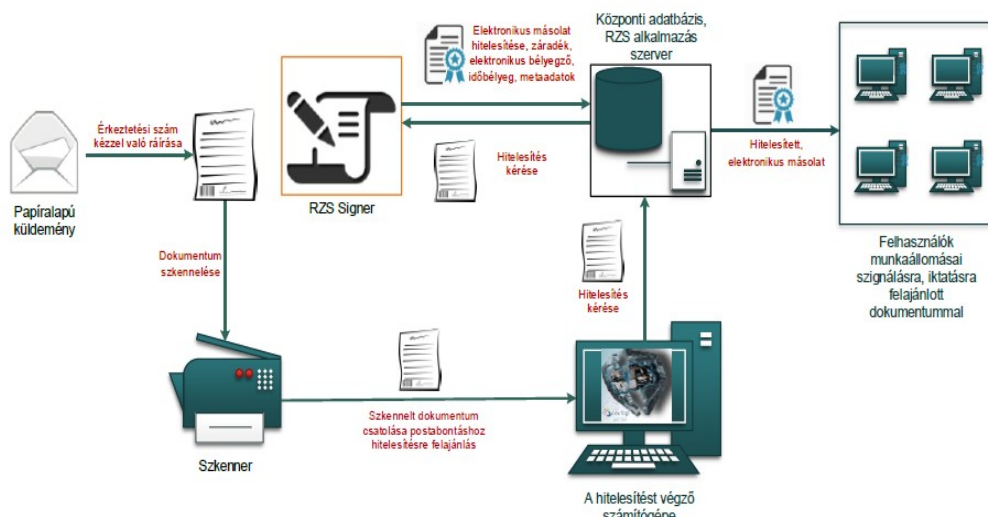 Elektronikus másolat
hitelesítése, záradék,
elektronikus bélyegző,
időbélyeg, metaadatok
Központi adatbázis,
RZS alkalmazás
szerver
Érkeztetési szám
kézzel való ráírása
Hitelesítés
kérése
Hitelesített,
elektronikus másolat
Papíralapú
küldemény
RZS Signer
Dokumentum
szkennelése
Hitelesítés
kérése
Felhasználók
munkaállomásai
szignálásra, iktatásra
felajánlott
dokumentummal
Szkennelt dokumentum
csatolása postabontáshoz
hitelesítésre felajánlás
Szkenner
A hitelesítést végző
számítógépe